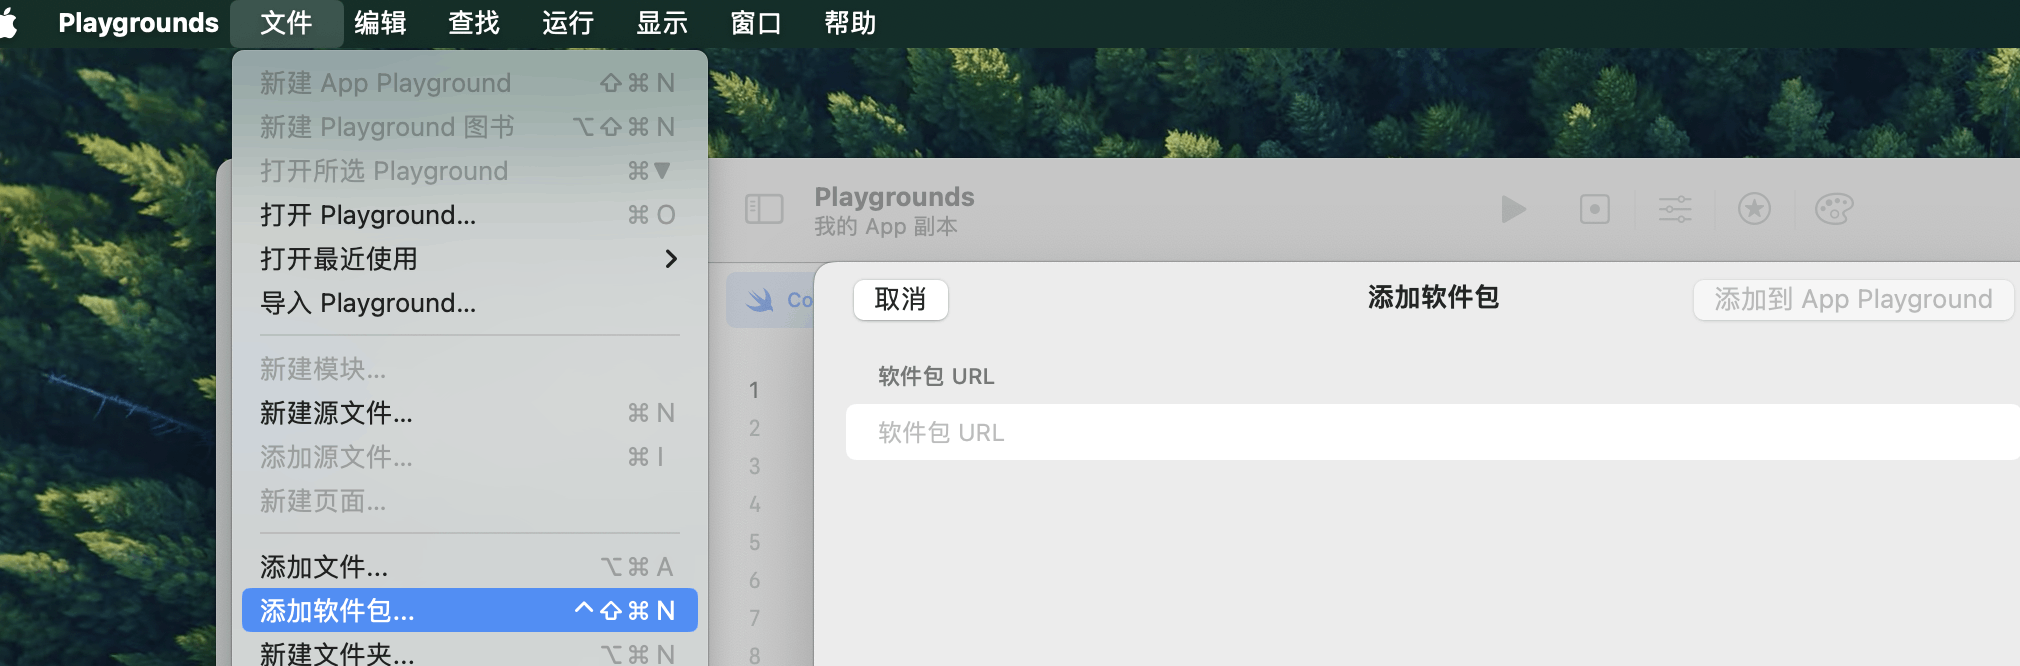 Playgrounds 文件 编辑 查找 运行 显示 窗口 帮助
新建 App Playground ⇧⌘N
新建 Playground 图书 ⌥⇧⌘N
打开所选 Playground ⌘▼
打开 Playground... ⌘O
打开最近使用
导入 Playground...
新建模块...
新建源文件... ⌘N
添加源文件... ⌘I
新建页面...
添加文件... ⌥⌘A
添加软件包... ^⇧⌘N
新建文件夹... ⌥⌘N
Playgrounds
我的 App 副本
Co
1
2
3
4
5
6
7
8
取消
添加软件包
添加到 App Playground
软件包 URL
软件包 URL